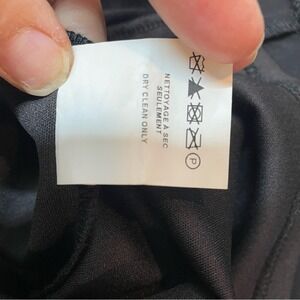 NETTOYAGE À SEC
SEULEMENT
DRY CLEAN ONLY
P